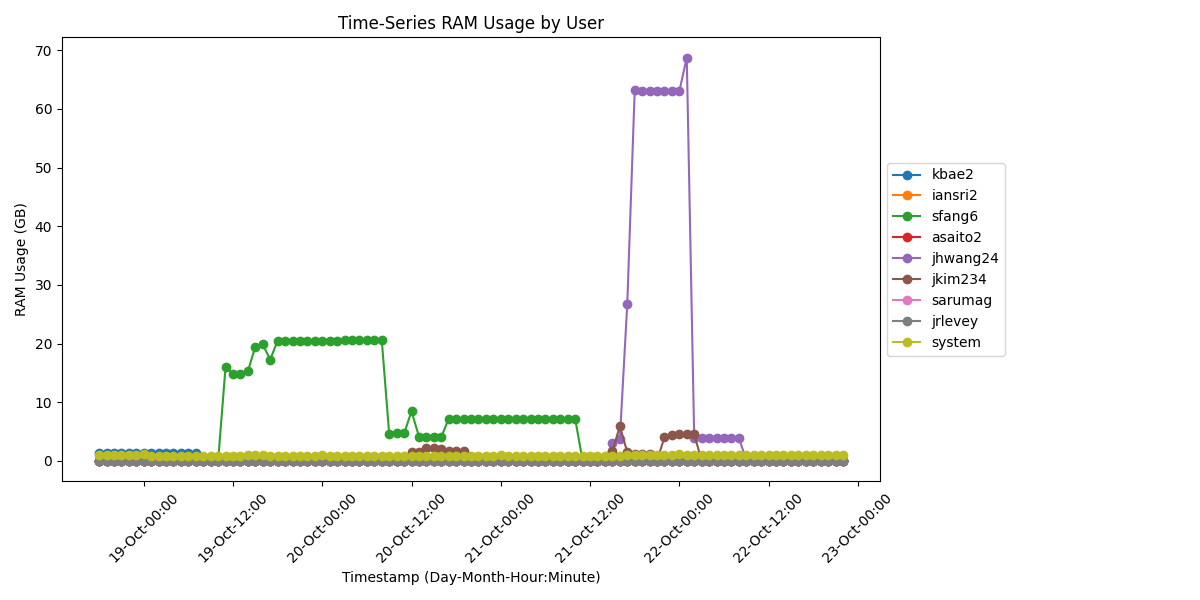 Time-Series RAM Usage by User
70
60
50
40
30
20
10
0
RAM Usage (GB)
19-Oct-00:00
19-Oct-12:00
20-Oct-00:00
20-Oct-12:00
21-Oct-00:00
21-Oct-12:00
22-Oct-00:00
22-Oct-12:00
23-Oct-00:00
Timestamp (Day-Month-Hour:Minute)
kbae2
iansri2
sfang6
asaito2
jhwang24
jkim234
sarumag
jrlevey
system